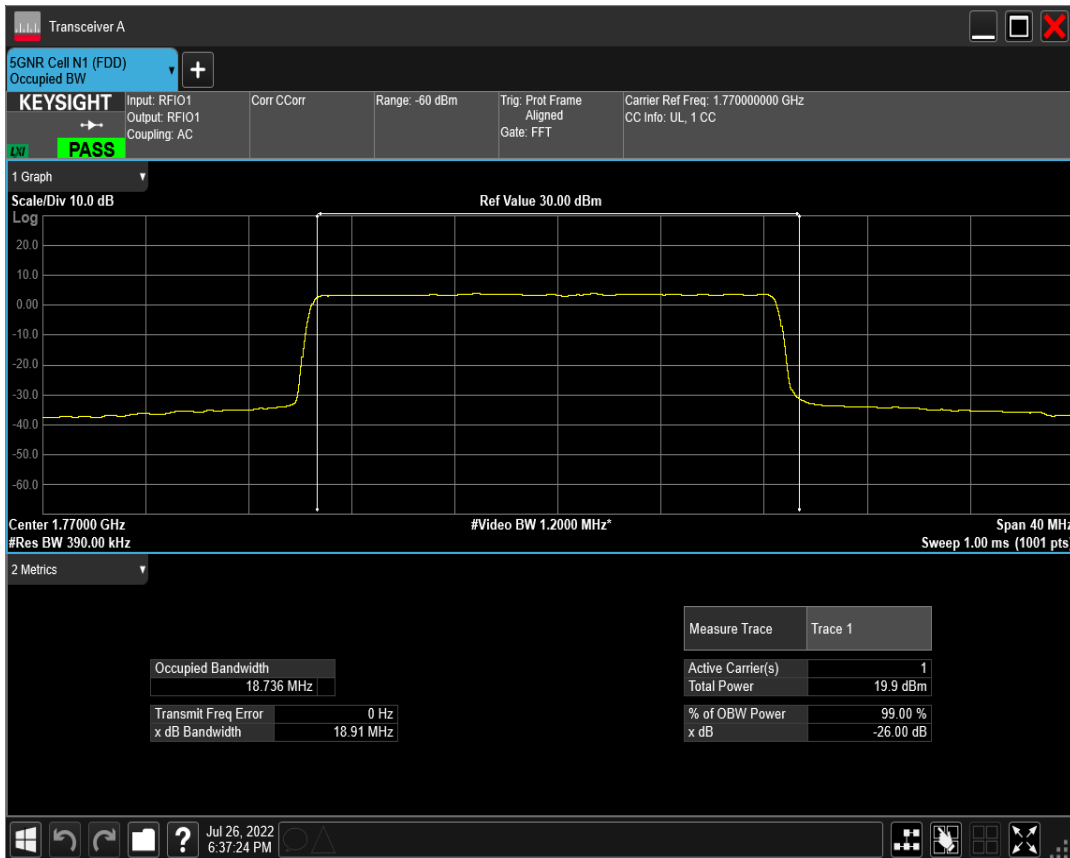 Transceiver A
5GNR Cell N1 (FDD)
Occupied BW
KEYSIGHT
LXI
PASS
Input: RFIO1
Output: RFIO1
Coupling: AC
Corr CCorr
Range: -60 dBm
Trig: Prot Frame
Aligned
Gate: FFT
Carrier Ref Freq: 1.770000000 GHz
CC Info: UL, 1 CC
1 Graph
Scale/Div 10.0 dB
Ref Value 30.00 dBm
Log
20.0
10.0
0.00
-10.0
-20.0
-30.0
-40.0
-50.0
-60.0
Center 1.77000 GHz
#Video BW 1.2000 MHz*
Span 40 MHz
#Res BW 390.00 kHz
Sweep 1.00 ms (1001 pts)
2 Metrics
Measure Trace Trace 1
Occupied Bandwidth
18.736 MHz
Active Carrier(s) 1
Total Power 19.9 dBm
Transmit Freq Error 0 Hz
x dB Bandwidth 18.91 MHz
% of OBW Power 99.00 %
x dB -26.00 dB
?
Jul 26, 2022
6:37:24 PM